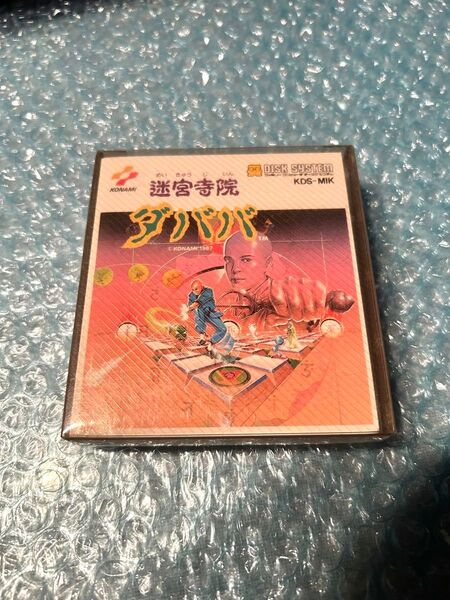 KONAMI
めいきゅうじいん
迷宮寺院
DISK SYSTEM
KDS-MIK
ダババ
TM
© KONAMI 1987